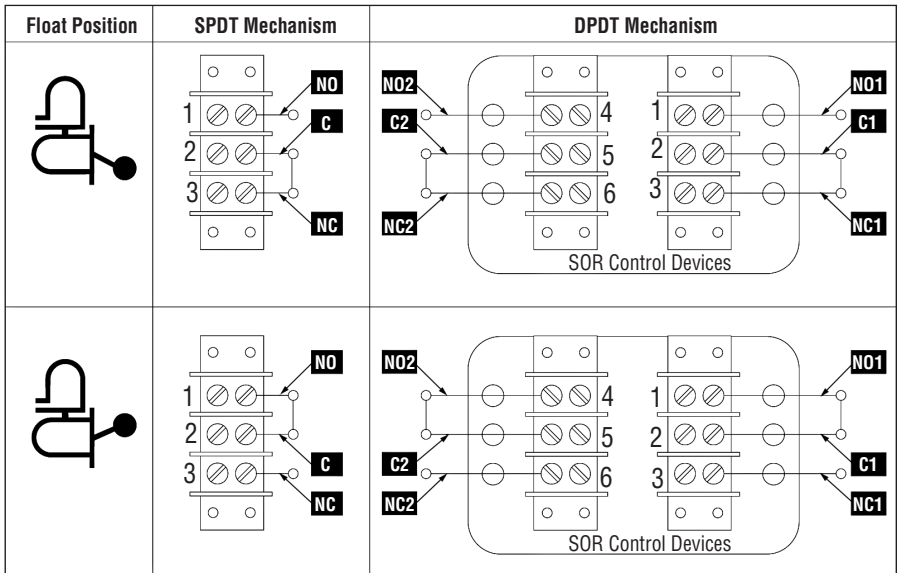 Float Position SPDT Mechanism DPDT Mechanism
NO NO2 NO1
1 4 1
C C2 C1
2 5 2
3 6 3
NC NC2 NC1
SOR Control Devices
NO NO2 NO1
1 4 1
2 5 2
C C2 C1
3 6 3
NC NC2 NC1
SOR Control Devices